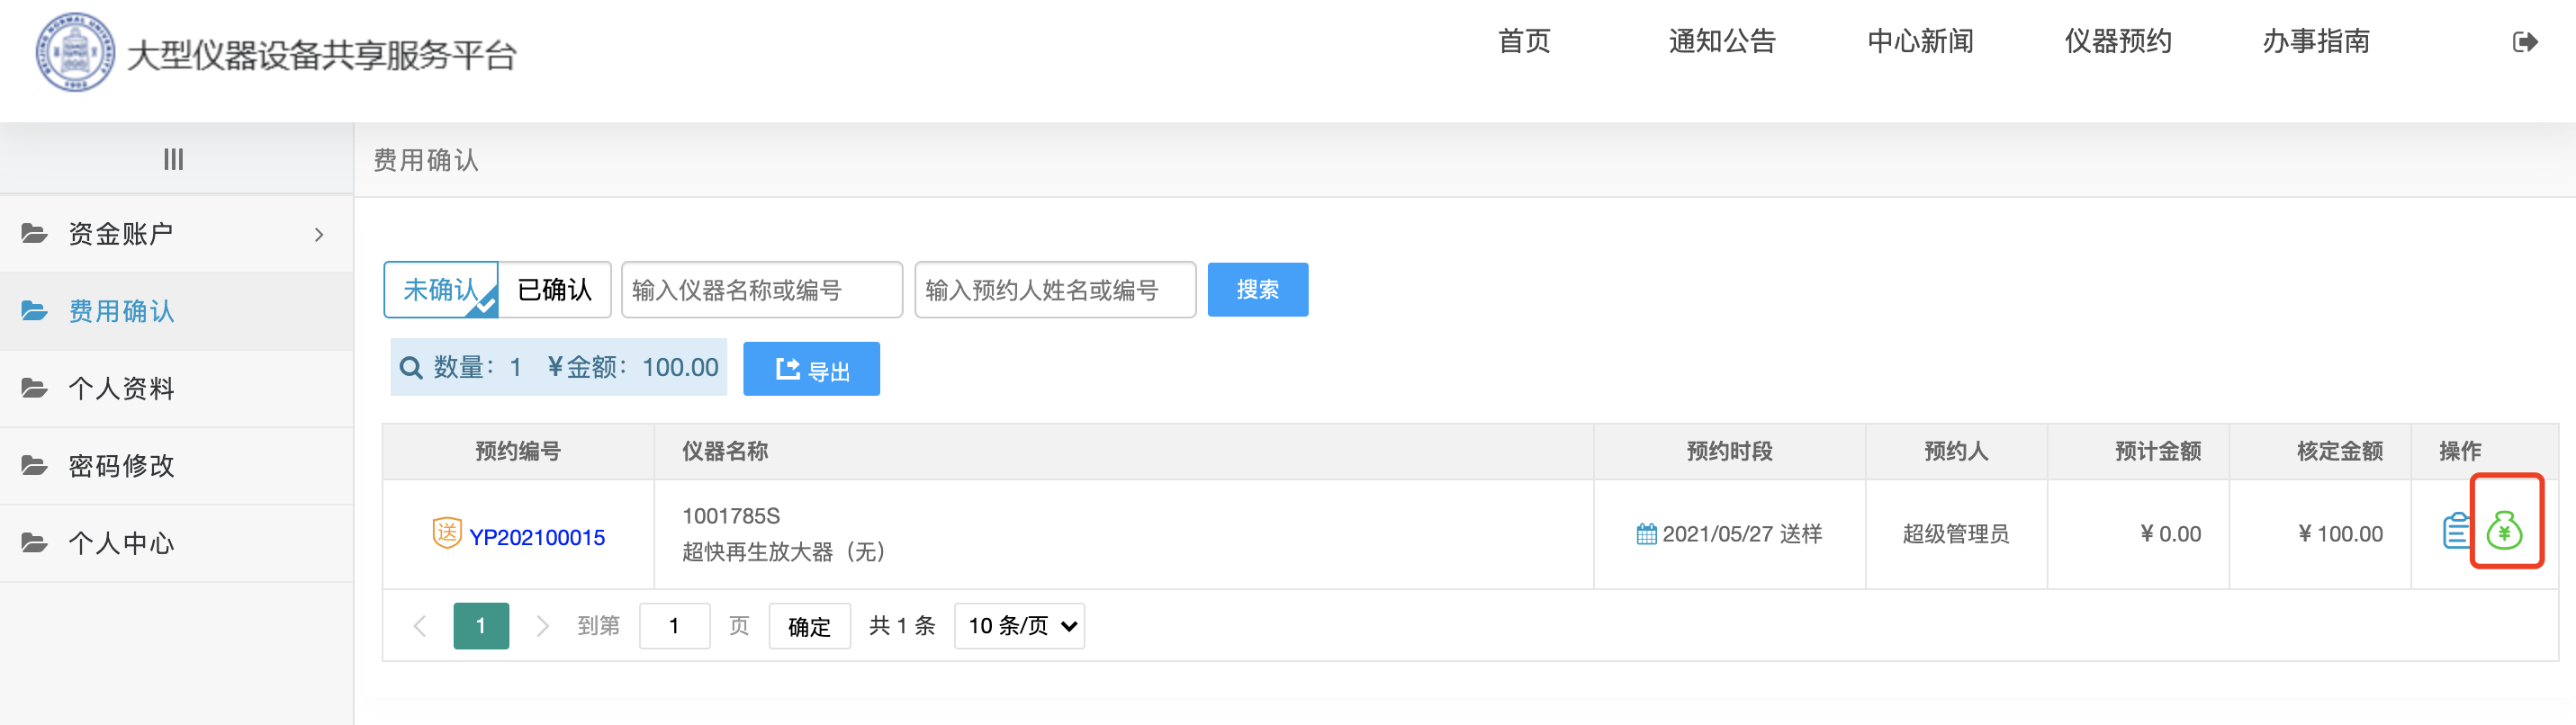 BEIJING NORMAL UNIVERSITY 1902
大型仪器设备共享服务平台
首页 通知公告 中心新闻 仪器预约 办事指南
费用确认
资金账户
费用确认
个人资料
密码修改
个人中心
未确认 已确认 输入仪器名称或编号 输入预约人姓名或编号 搜索
数量：1 ¥金额：100.00 导出
预约编号 仪器名称 预约时段 预约人 预计金额 核定金额 操作
送 YP202100015 1001785S 2021/05/27 送样 超级管理员 ¥ 0.00 ¥ 100.00 ¥
超快再生放大器（无）
1 到第 1 页 确定 共 1 条 10 条/页